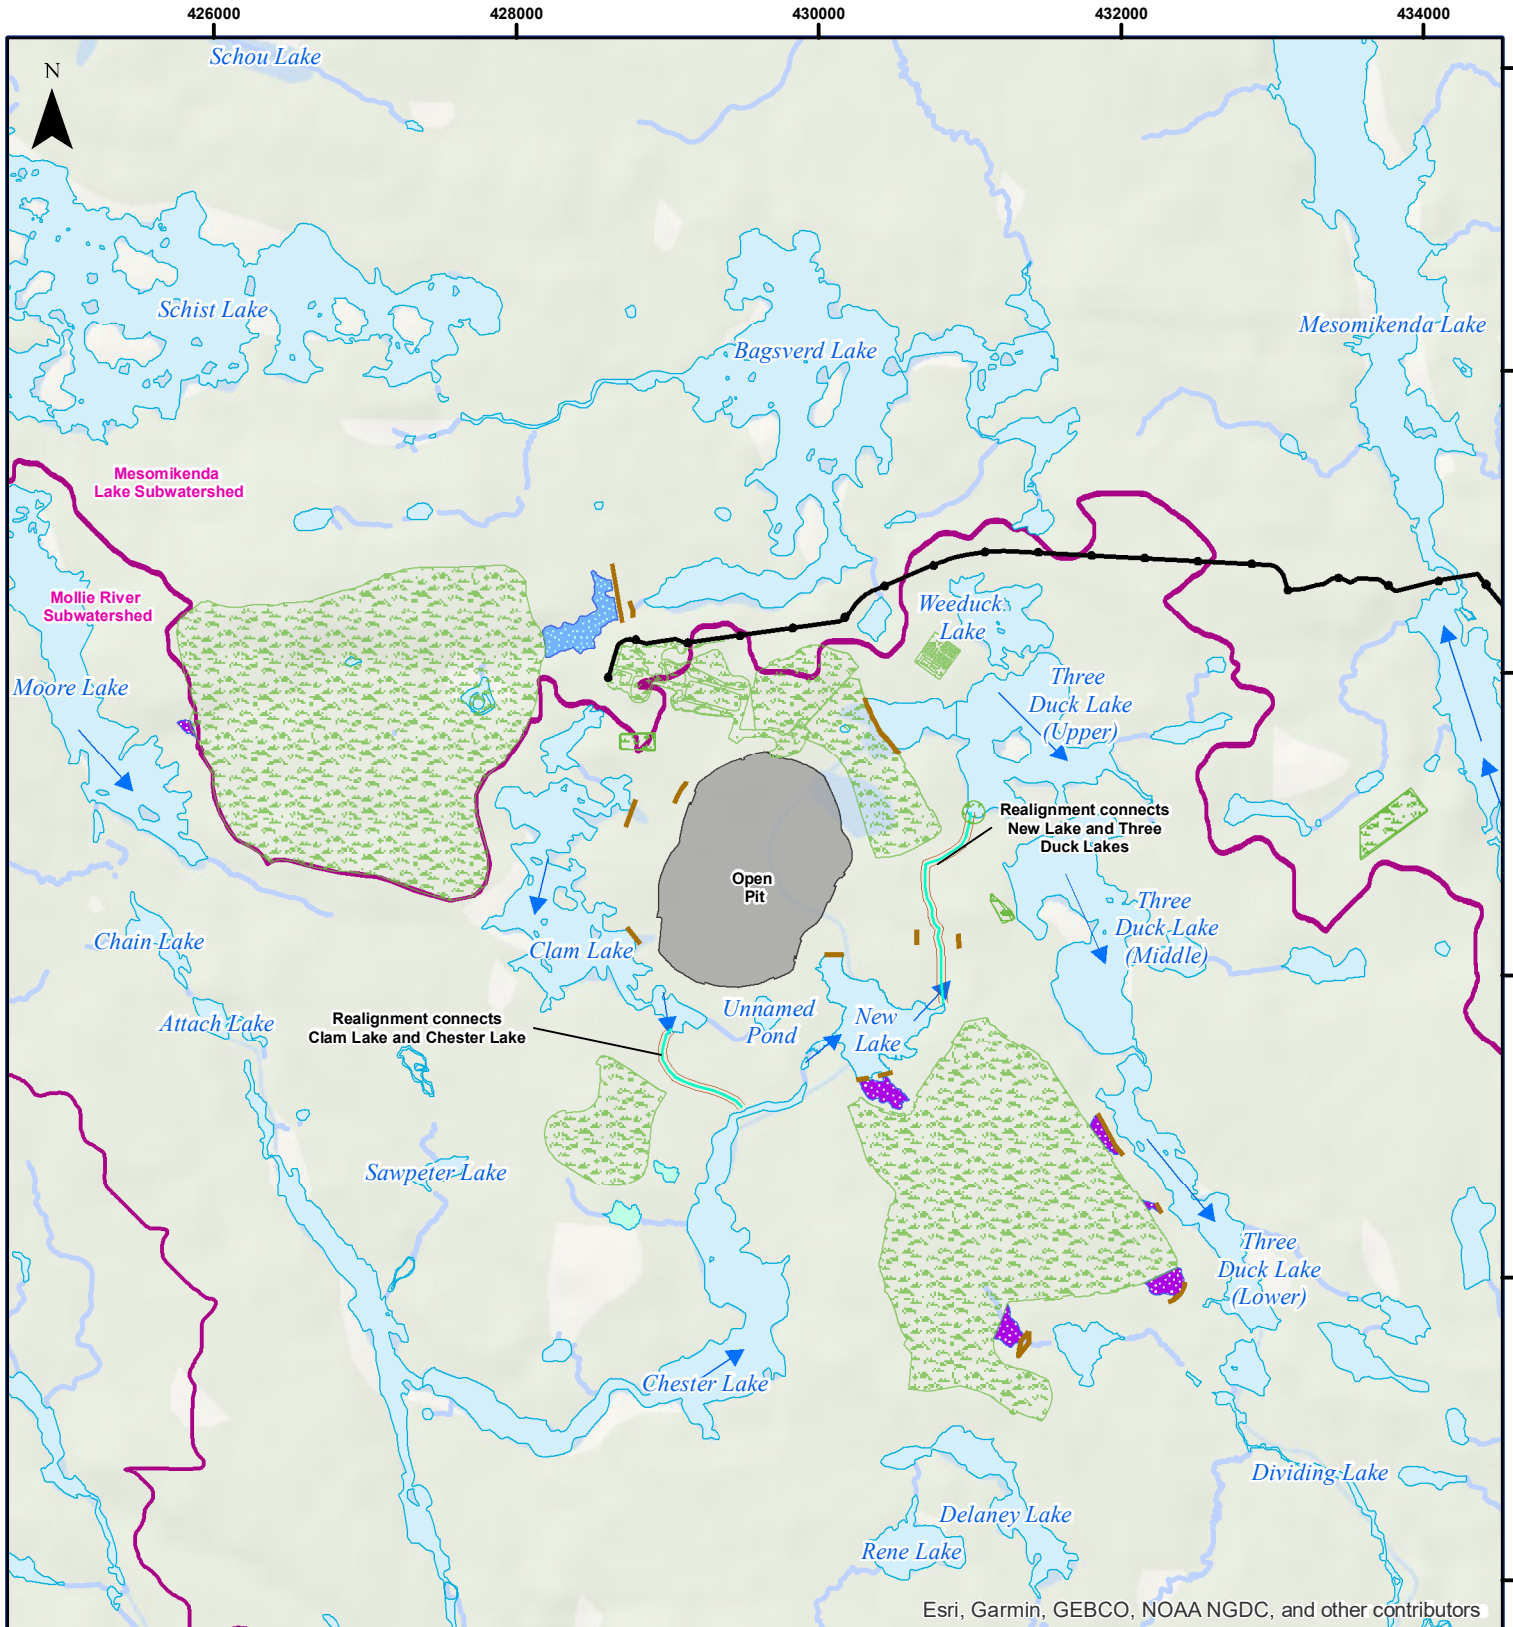 426000
428000
430000
432000
434000
Schou Lake
N
Schist Lake
Mesomikenda Lake
Bagsverd Lake
Mesomikenda
Lake Subwatershed
Mollie River
Subwatershed
Weeduck
Lake
Moore Lake
Three
Duck Lake
(Upper)
Realignment connects
New Lake and Three
Duck Lakes
Open
Pit
Three
Duck Lake
(Middle)
Chain Lake
Clam Lake
Attach Lake
Realignment connects
Clam Lake and Chester Lake
Unnamed
Pond
New
Lake
Sawpeter Lake
Three
Duck Lake
(Lower)
Chester Lake
Dividing Lake
Delaney Lake
Rene Lake
Esri, Garmin, GEBCO, NOAA NGDC, and other contributors